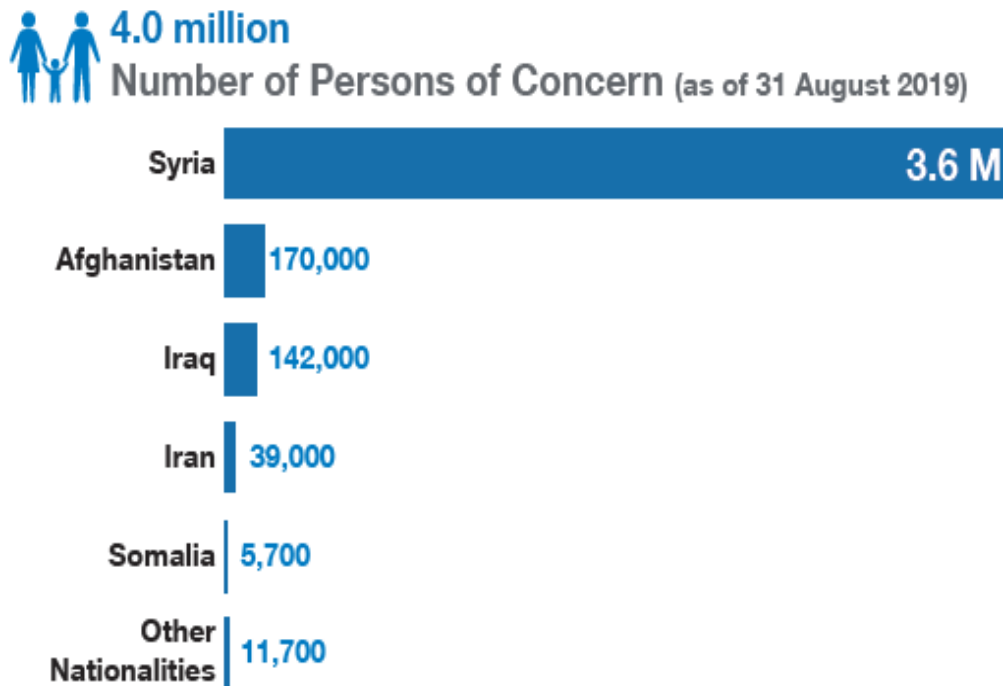 4.0 million
Number of Persons of Concern (as of 31 August 2019)
Syria 3.6 M
Afghanistan 170,000
Iraq 142,000
Iran 39,000
Somalia 5,700
Other
Nationalities 11,700